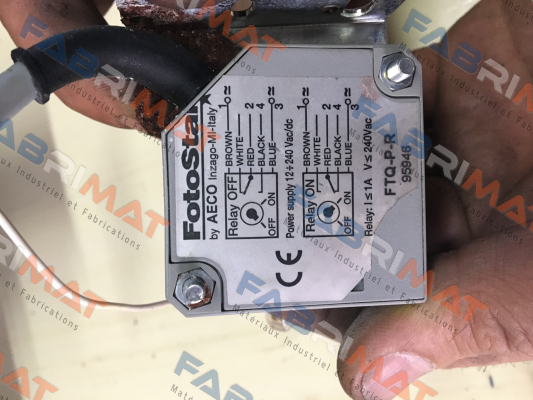 FotoStar
by AECO Inzago-MI-Italy
Relay OFF
OFF ON
BROWN 1
WHITE
RED 2
BLACK 4
BLUE 3
Power supply 12÷240 Vac/dc
Relay ON
OFF ON
BROWN 1
WHITE
RED 2
BLACK 4
BLUE 3
Relay: I ≤ 1A V ≤ 240Vac
FTQ-P-R
95946
CE
FABRIMAT
Matériaux Industriel et Fabrications